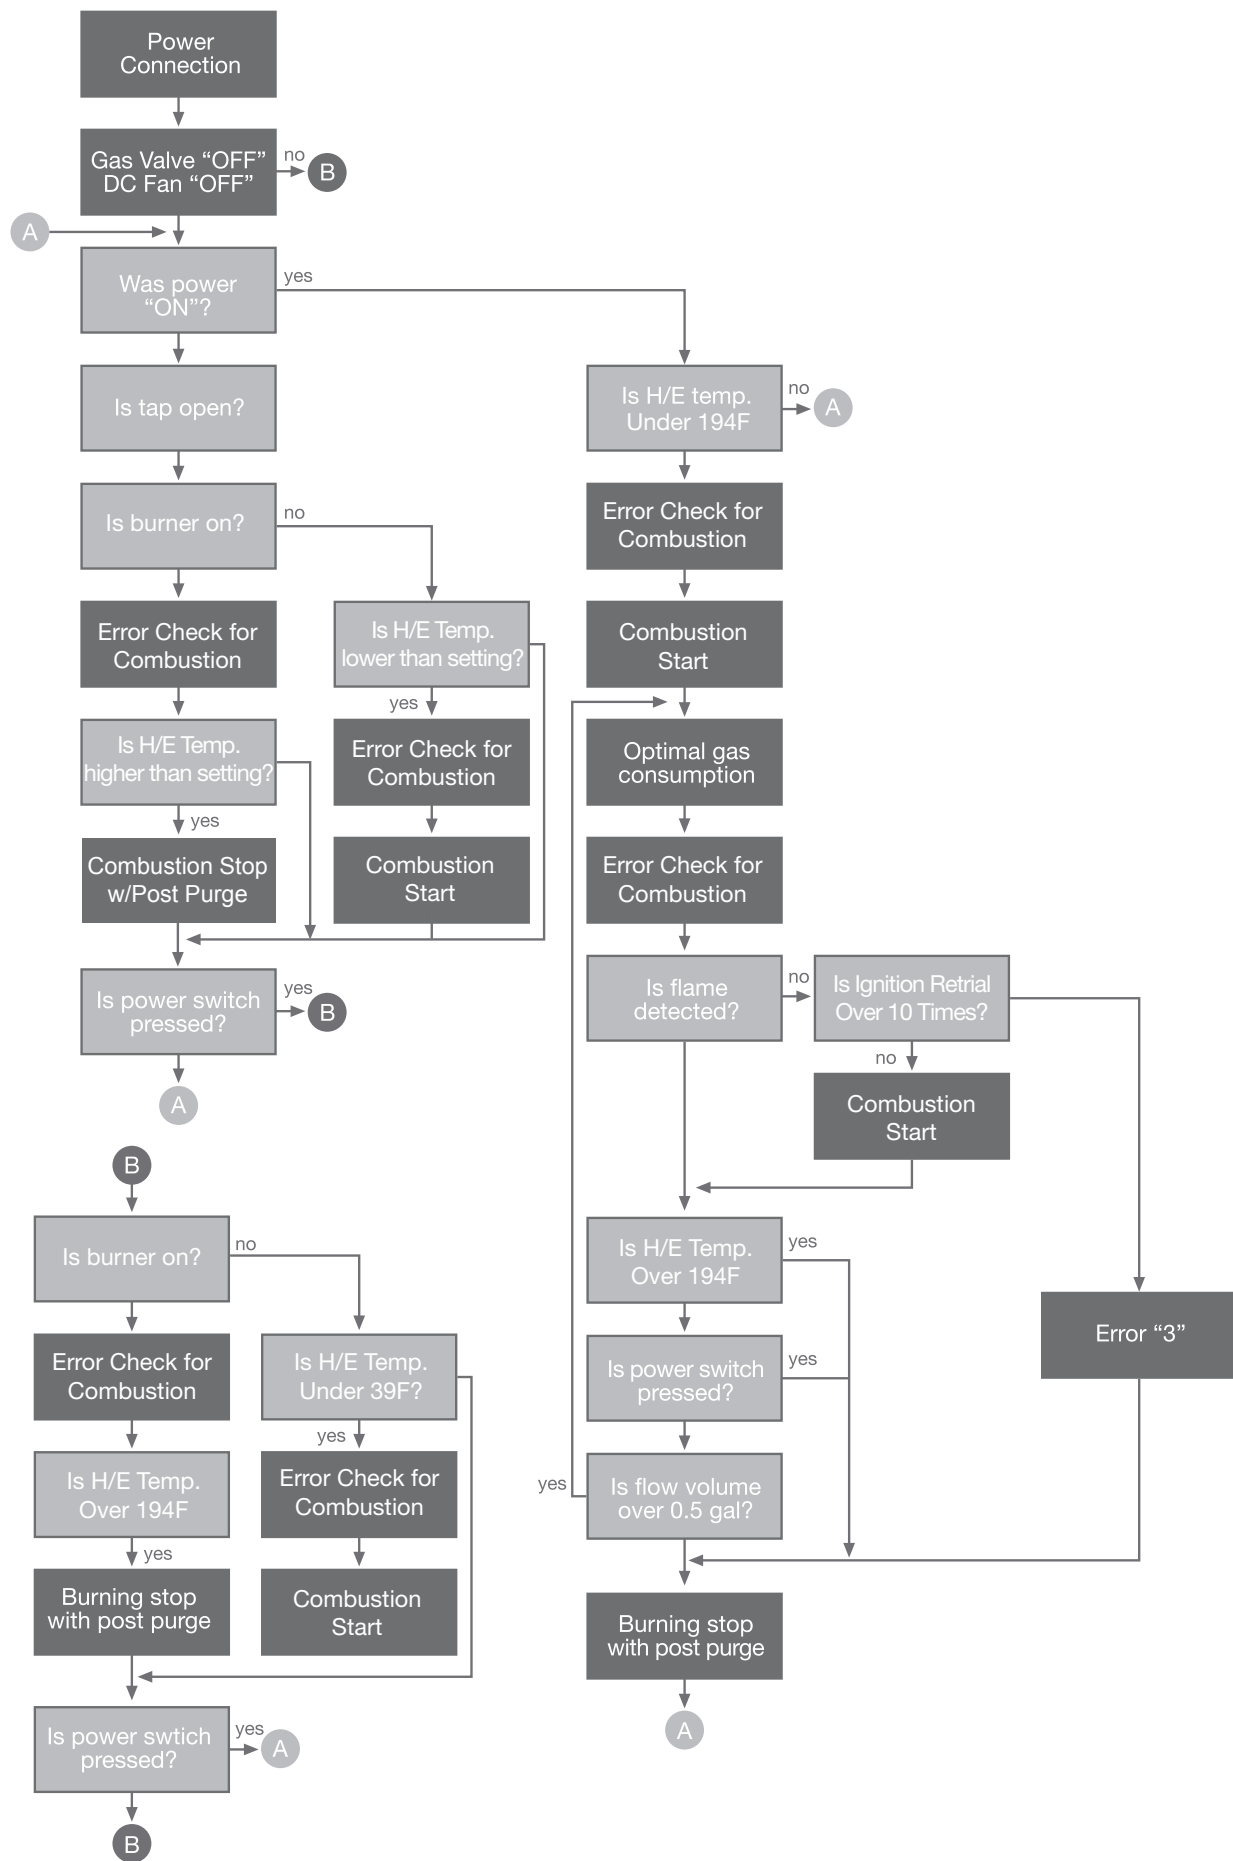 Power
Connection
Gas Valve “OFF”
DC Fan “OFF”
no
B
A
Was power
“ON”?
yes
Is tap open?
Is burner on?
no
Error Check for
Combustion
Is H/E Temp.
lower than setting?
yes
Error Check for
Combustion
Combustion
Start
Is H/E Temp.
higher than setting?
yes
Combustion Stop
w/Post Purge
Is power switch
pressed?
yes
B
A
Is H/E temp.
Under 194F
no
A
Error Check for
Combustion
Combustion
Start
Optimal gas
consumption
Error Check for
Combustion
Is flame
detected?
no
Is Ignition Retrial
Over 10 Times?
no
Combustion
Start
Is H/E Temp.
Over 194F
yes
Error “3”
Is power switch
pressed?
yes
Is flow volume
over 0.5 gal?
yes
Burning stop
with post purge
A
B
Is burner on?
no
Error Check for
Combustion
Is H/E Temp.
Under 39F?
yes
Error Check for
Combustion
Combustion
Start
Is H/E Temp.
Over 194F
yes
Burning stop
with post purge
Is power swtich
pressed?
yes
A
B